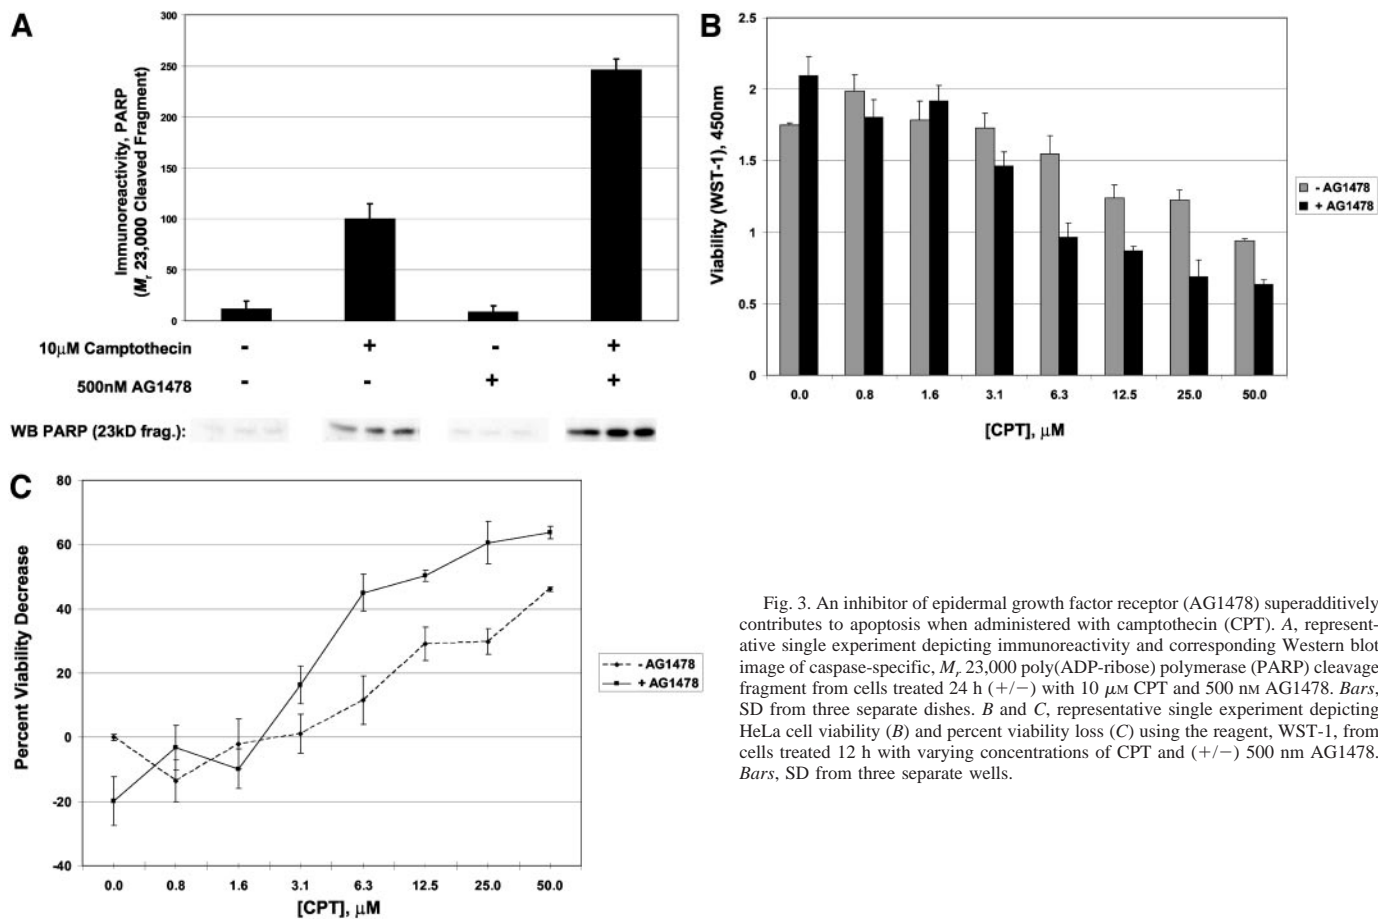 A
300
250
200
150
100
50
0
Immunoreactivity, PARP
(Mr 23,000 Cleaved Fragment)
10μM Camptothecin - + - +
500nM AG1478 - - + +
WB PARP (23kD frag.):
B
2.5
2
1.5
1
0.5
0
Viability (WST-1), 450nm
0.0 0.8 1.6 3.1 6.3 12.5 25.0 50.0
[CPT], μM
- AG1478
+ AG1478
C
80
60
40
20
0
-20
-40
Percent Viability Decrease
0.0 0.8 1.6 3.1 6.3 12.5 25.0 50.0
[CPT], μM
- AG1478
+ AG1478
Fig. 3. An inhibitor of epidermal growth factor receptor (AG1478) superadditively
contributes to apoptosis when administered with camptothecin (CPT). A, represent-
ative single experiment depicting immunoreactivity and corresponding Western blot
image of caspase-specific, Mr 23,000 poly(ADP-ribose) polymerase (PARP) cleavage
fragment from cells treated 24 h (+/−) with 10 μM CPT and 500 nM AG1478. Bars,
SD from three separate dishes. B and C, representative single experiment depicting
HeLa cell viability (B) and percent viability loss (C) using the reagent, WST-1, from
cells treated 12 h with varying concentrations of CPT and (+/−) 500 nm AG1478.
Bars, SD from three separate wells.